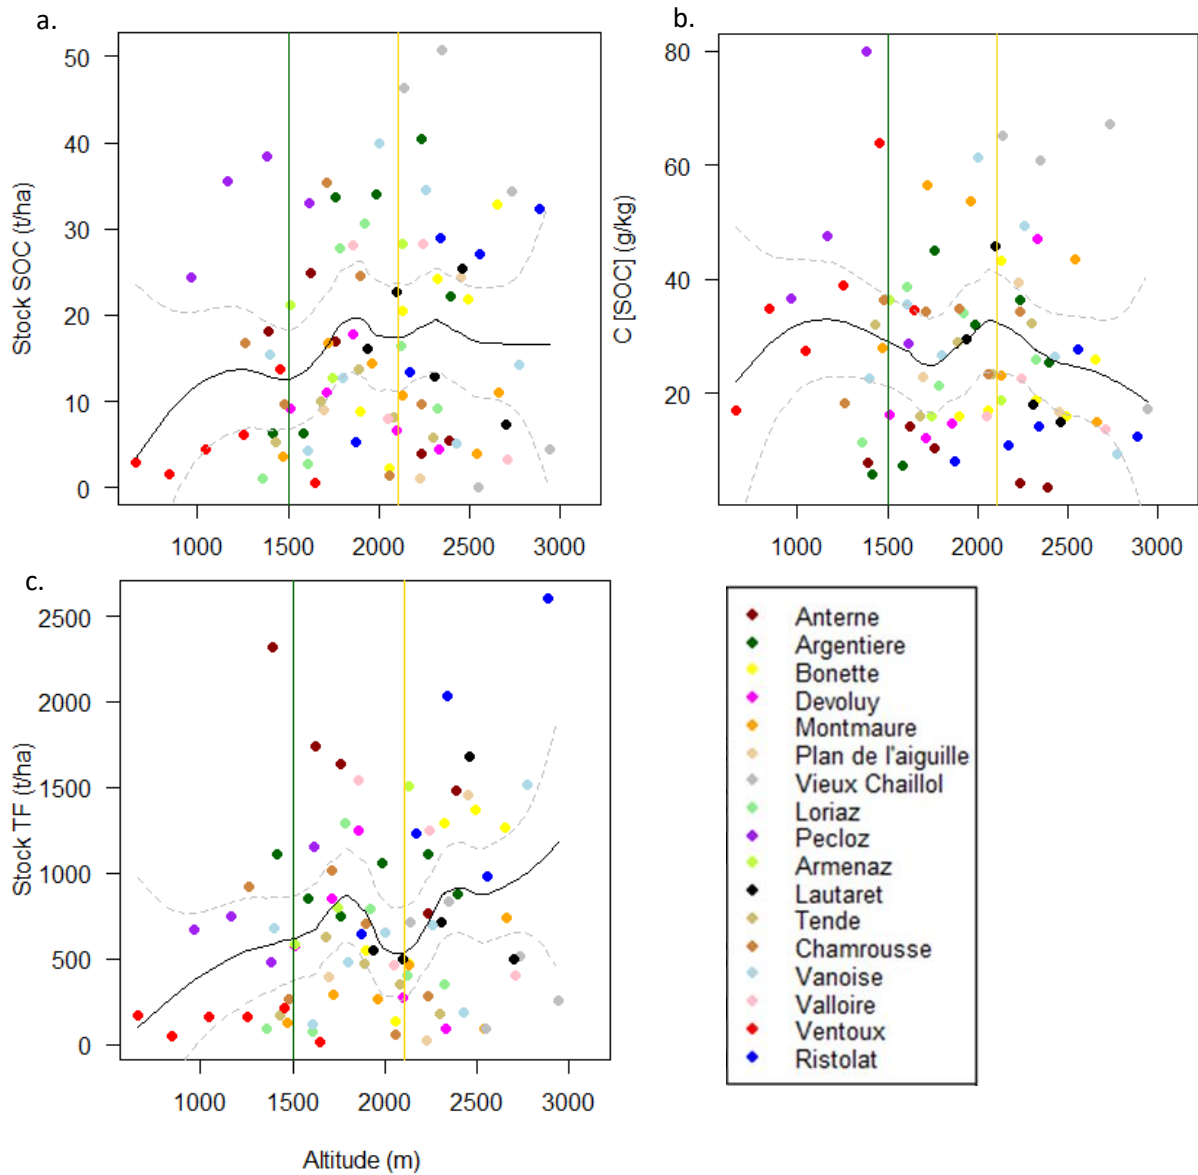 a.
Stock SOC (t/ha)
50
40
30
20
10
0
1000 1500 2000 2500 3000
b.
C [SOC] (g/kg)
80
60
40
20
1000 1500 2000 2500 3000
c.
Stock TF (t/ha)
2500
2000
1500
1000
500
0
1000 1500 2000 2500 3000
Altitude (m)
Anterne
Argentiere
Bonette
Devoluy
Montmaure
Plan de l'aiguille
Vieux Chaillol
Loriaz
Pecloz
Armenaz
Lautaret
Tende
Chamrousse
Vanoise
Valloire
Ventoux
Ristolat